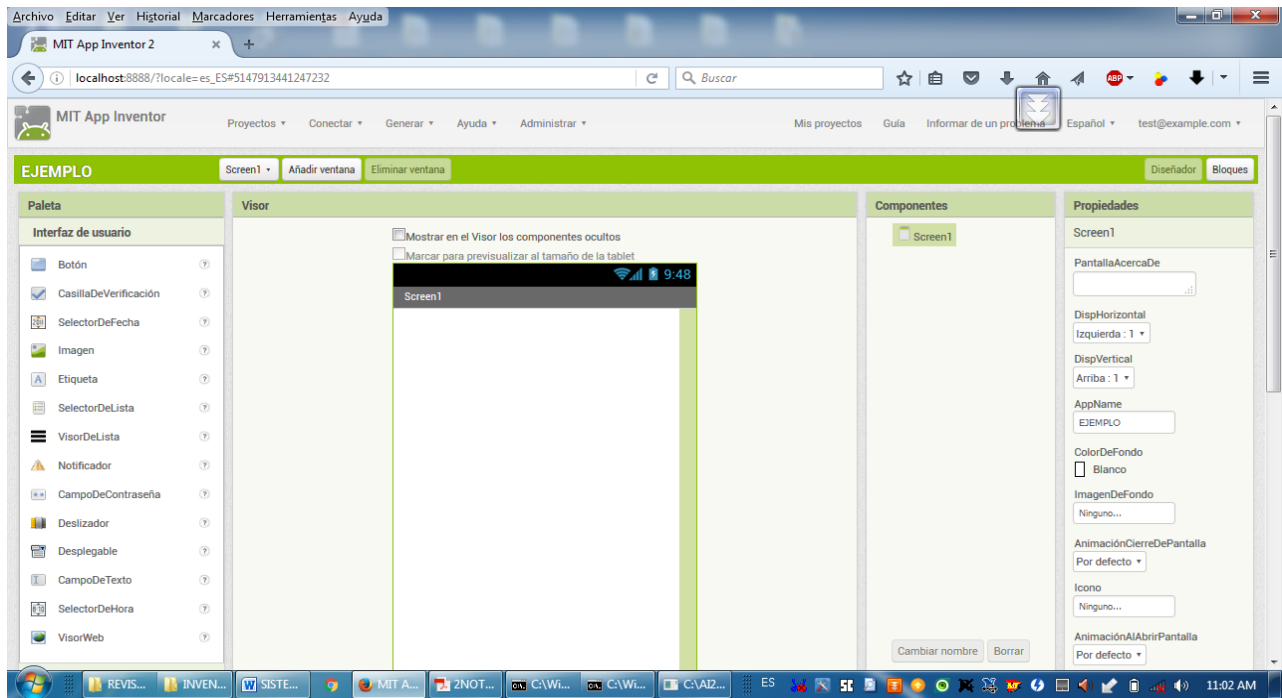 Archivo Editar Ver Historial Marcadores Herramientas Ayuda
MIT App Inventor 2
localhost:8888/?locale=es_ES#5147913441247232
Buscar
ABP
MIT App Inventor
Proyectos Conectar Generar Ayuda Administrar Mis proyectos Guía Informar de un problema Español test@example.com
EJEMPLO Screen1 Añadir ventana Eliminar ventana Diseñador Bloques
Paleta
Interfaz de usuario
Botón
CasillaDeVerificación
SelectorDeFecha
Imagen
Etiqueta
SelectorDeLista
VisorDeLista
Notificador
CampoDeContraseña
Deslizador
Desplegable
CampoDeTexto
SelectorDeHora
VisorWeb
Visor
Mostrar en el Visor los componentes ocultos
Marcar para previsualizar al tamaño de la tablet
9:48
Screen1
Componentes
Screen1
Cambiar nombre Borrar
Propiedades
Screen1
PantallaAcercaDe
DispHorizontal
Izquierda : 1
DispVertical
Arriba : 1
AppName
EJEMPLO
ColorDeFondo
Blanco
ImagenDeFondo
Ninguno...
AnimaciónCierreDePantalla
Por defecto
Icono
Ninguno...
AnimaciónAlAbrirPantalla
Por defecto
REVIS... INVEN... SISTE... MIT A... 2NOT... C:\Wi... C:\Wi... C:\AI2... ES 11:02 AM